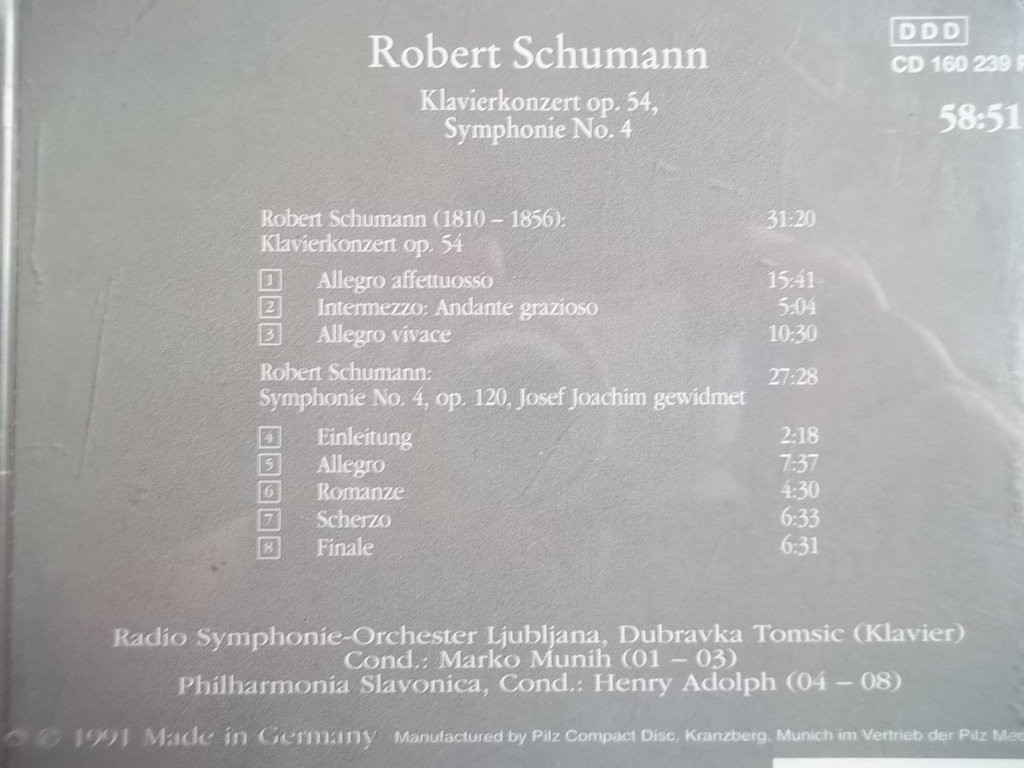 Robert Schumann
DDD
CD 160 239
Klavierkonzert op. 54,
Symphonie No. 4
58:51
Robert Schumann (1810 – 1856): 31:20
Klavierkonzert op. 54
1 Allegro affettuosso 15:41
2 Intermezzo: Andante grazioso 5:04
3 Allegro vivace 10:30
Robert Schumann: 27:28
Symphonie No. 4, op. 120, Josef Joachim gewidmet
4 Einleitung 2:18
5 Allegro 7:37
6 Romanze 4:30
7 Scherzo 6:33
8 Finale 6:31
Radio Symphonie-Orchester Ljubljana, Dubravka Tomsic (Klavier)
Cond.: Marko Munih (01 – 03)
Philharmonia Slavonica, Cond.: Henry Adolph (04 – 08)
℗ © 1991 Made in Germany Manufactured by Pilz Compact Disc, Kranzberg, Munich im Vertrieb der Pilz